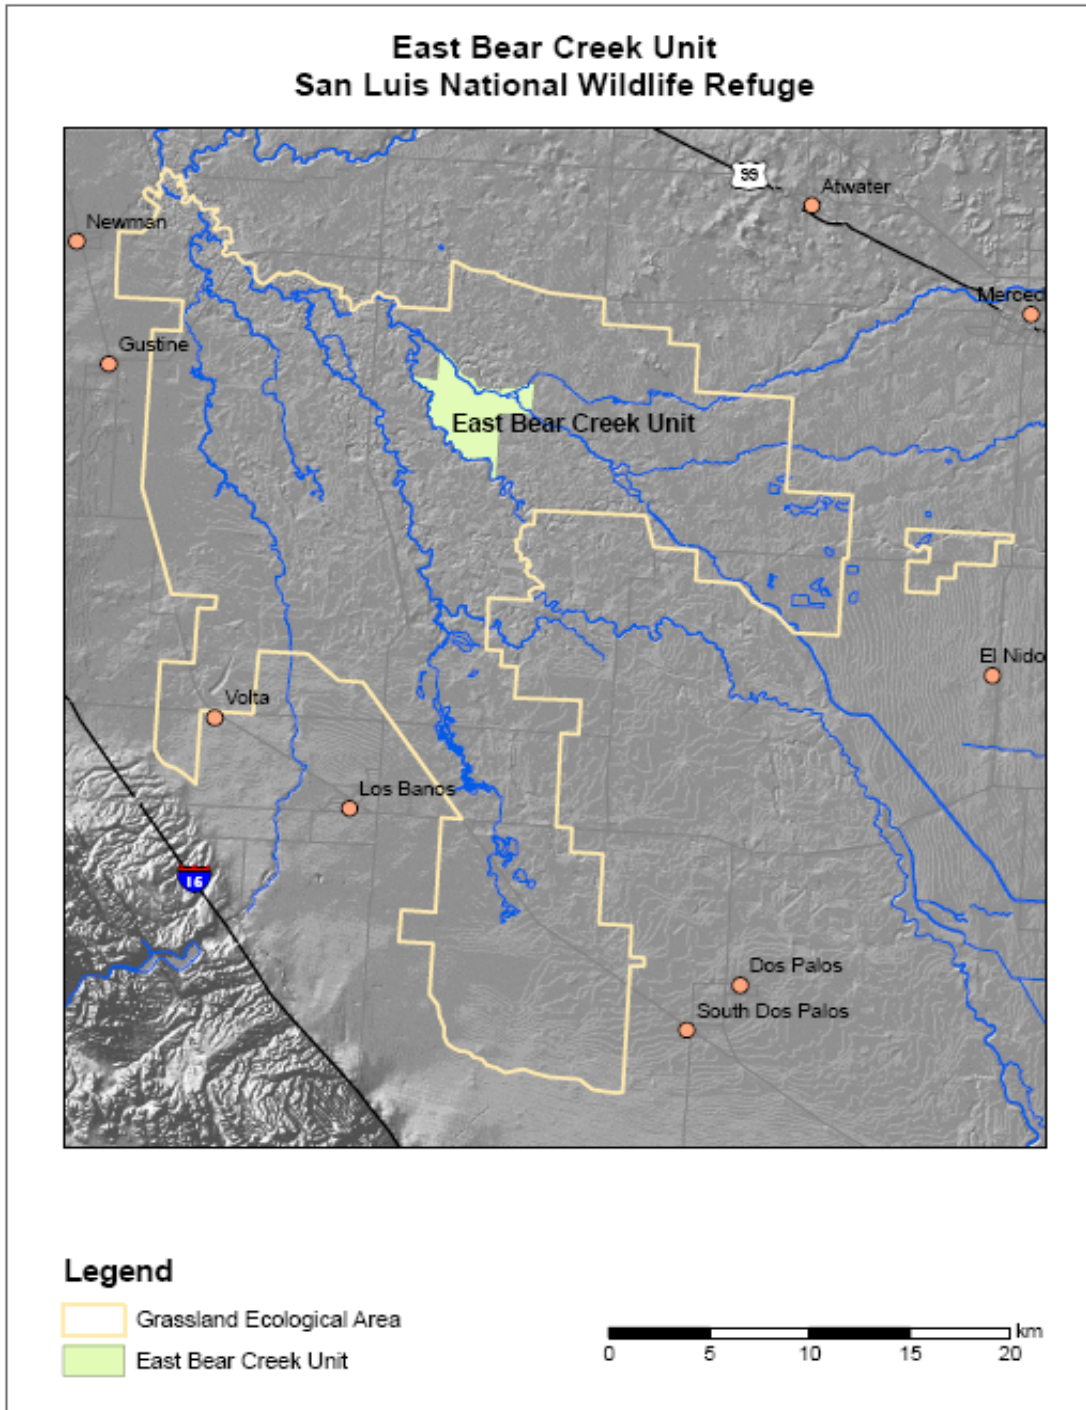 East Bear Creek Unit
San Luis National Wildlife Refuge
99
Atwater
Newman
Merced
Gustine
East Bear Creek Unit
El Nido
Volta
Los Banos
16
Dos Palos
South Dos Palos
Legend
Grassland Ecological Area
East Bear Creek Unit
km
0 5 10 15 20